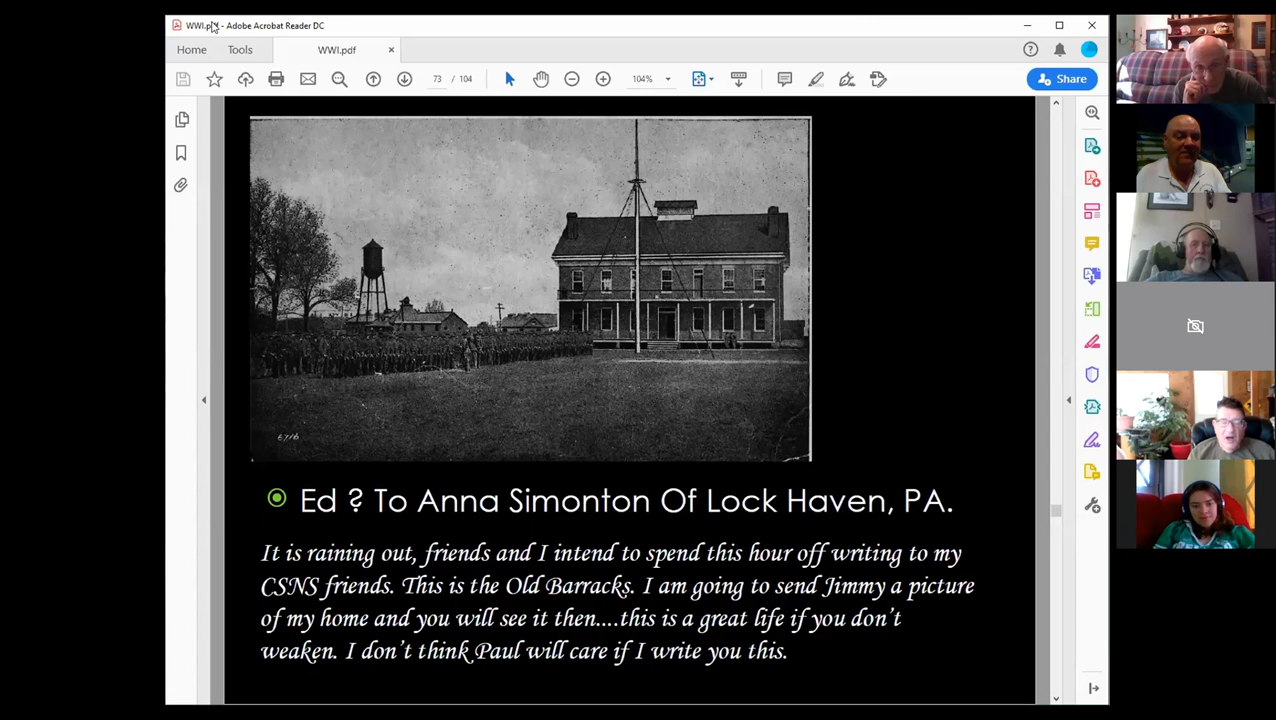 WWI.pdf - Adobe Acrobat Reader DC
Home Tools WWI.pdf
73 / 104 104% Share
6716
Ed ? To Anna Simonton Of Lock Haven, PA.
It is raining out, friends and I intend to spend this hour off writing to my
CSNS friends. This is the Old Barracks. I am going to send Jimmy a picture
of my home and you will see it then....this is a great life if you don't
weaken. I don't think Paul will care if I write you this.